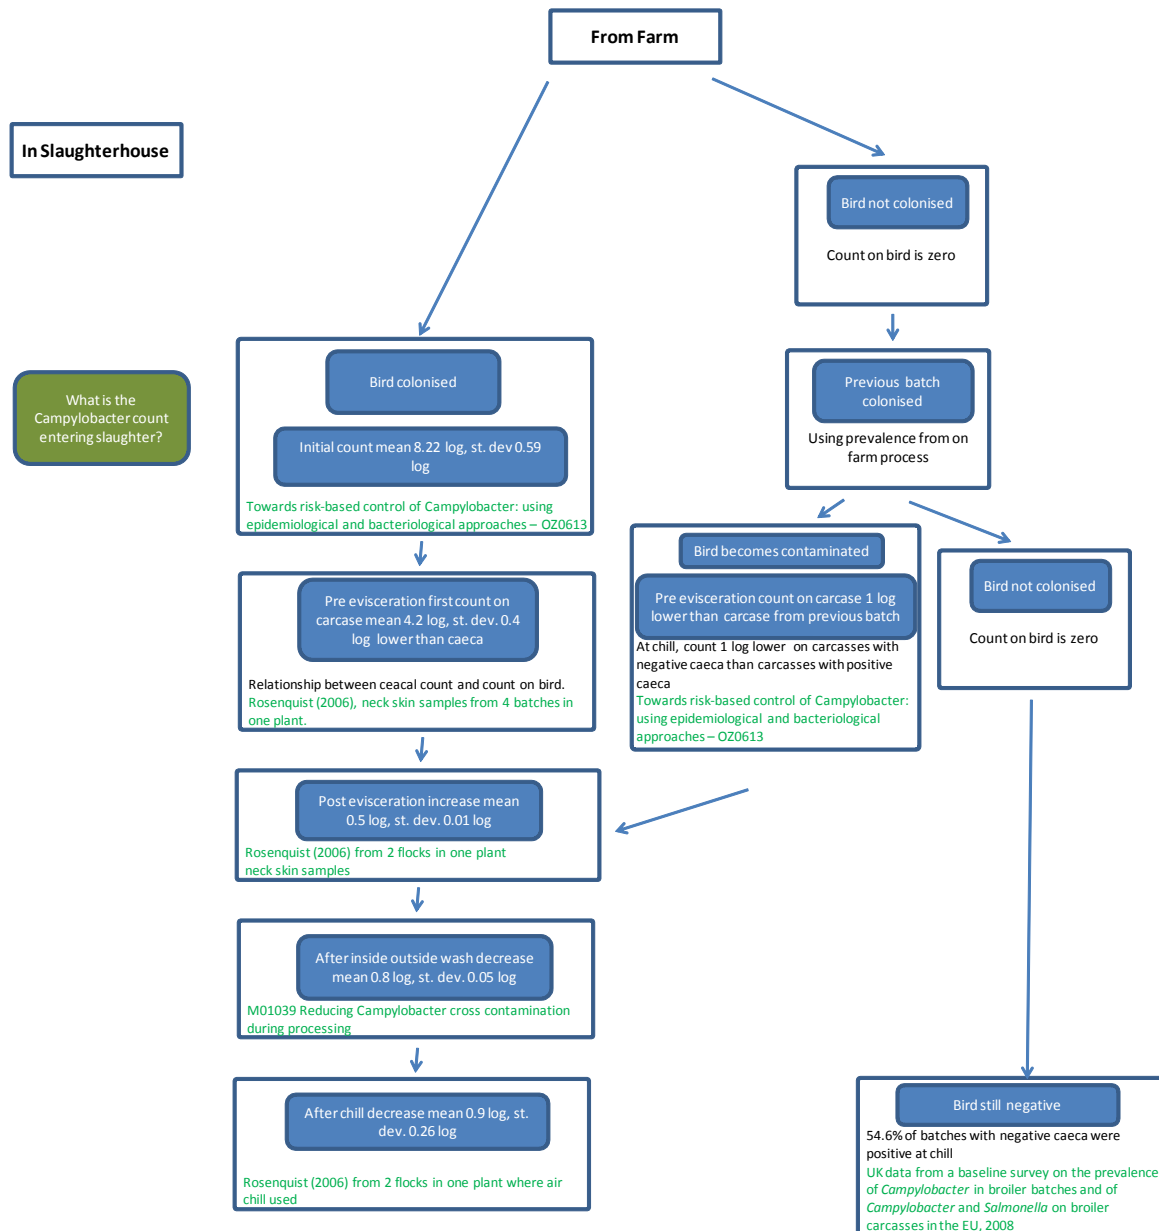 From Farm
In Slaughterhouse
Bird not colonised
Count on bird is zero
What is the
Campylobacter count
entering slaughter?
Bird colonised
Initial count mean 8.22 log, st. dev 0.59
log
Towards risk-based control of Campylobacter: using
epidemiological and bacteriological approaches – OZ0613
Previous batch
colonised
Using prevalence from on
farm process
Pre evisceration first count on
carcase mean 4.2 log, st. dev. 0.4
log lower than caeca
Relationship between ceacal count and count on bird.
Rosenquist (2006), neck skin samples from 4 batches in
one plant.
Bird becomes contaminated
Pre evisceration count on carcase 1 log
lower than carcase from previous batch
At chill, count 1 log lower on carcasses with
negative caeca than carcasses with positive
caeca
Towards risk-based control of Campylobacter:
using epidemiological and bacteriological
approaches – OZ0613
Bird not colonised
Count on bird is zero
Post evisceration increase mean
0.5 log, st. dev. 0.01 log
Rosenquist (2006) from 2 flocks in one plant
neck skin samples
After inside outside wash decrease
mean 0.8 log, st. dev. 0.05 log
M01039 Reducing Campylobacter cross contamination
during processing
After chill decrease mean 0.9 log, st.
dev. 0.26 log
Rosenquist (2006) from 2 flocks in one plant where air
chill used
Bird still negative
54.6% of batches with negative caeca were
positive at chill
UK data from a baseline survey on the prevalence
of Campylobacter in broiler batches and of
Campylobacter and Salmonella on broiler
carcasses in the EU, 2008